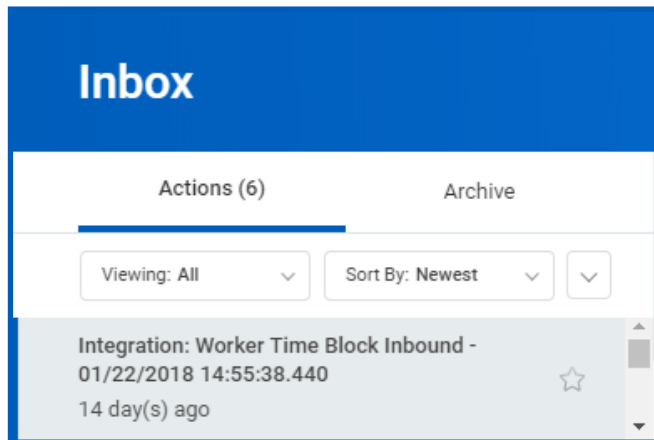 Inbox
Actions (6)
Archive
Viewing: All
Sort By: Newest
Integration: Worker Time Block Inbound -
01/22/2018 14:55:38.440
14 day(s) ago